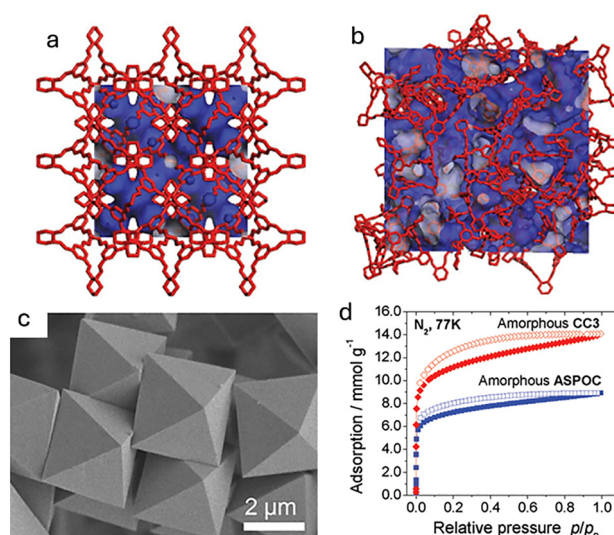 a
b
c
2 µm
d
N₂, 77K
Amorphous CC3
Amorphous ASPOC
16.0
14.0
12.0
10.0
8.0
6.0
4.0
2.0
0.0
0.0 0.2 0.4 0.6 0.8 1.0
Adsorption / mmol g⁻¹
Relative pressure p/p₀